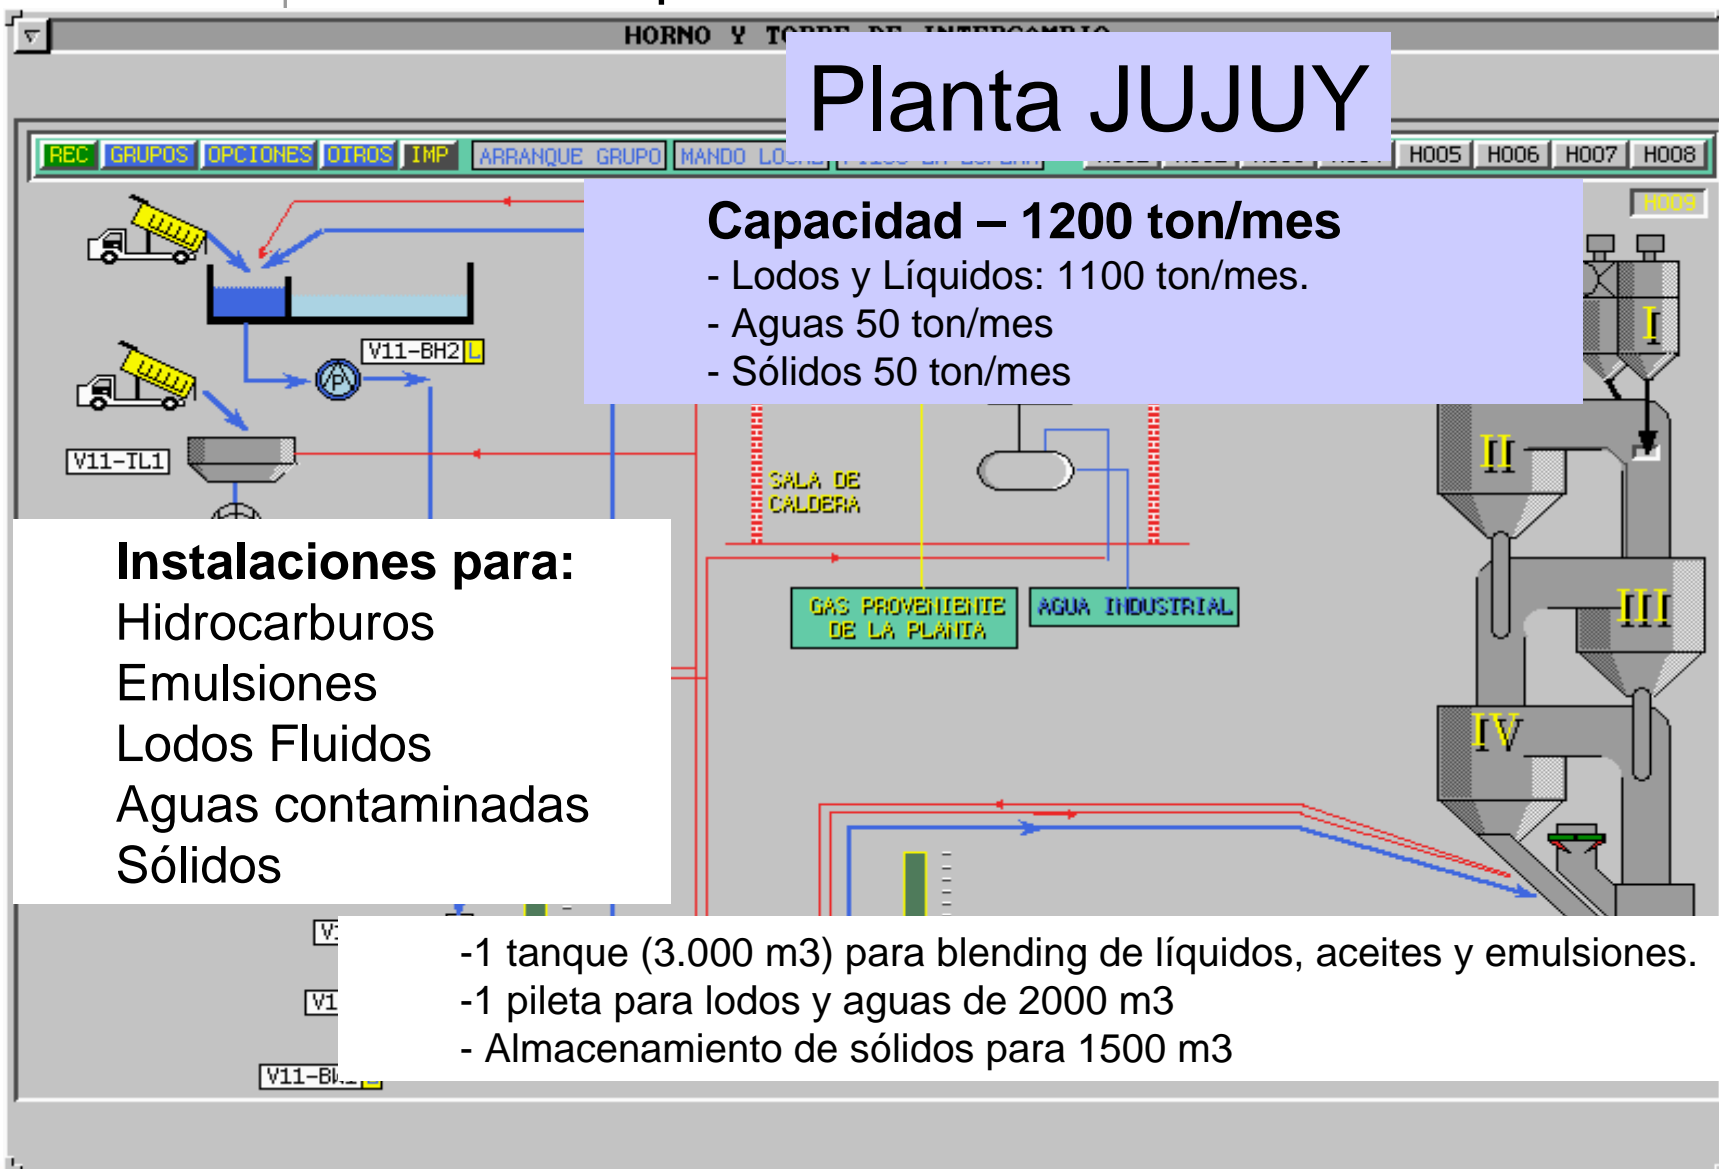 HORNO Y
Planta JUJUY
REC GRUPOS OPCIONES OTROS IMP ARRANQUE GRUPO MANDO H005 H006 H007 H008
H009
Capacidad – 1200 ton/mes
- Lodos y Líquidos: 1100 ton/mes.
- Aguas 50 ton/mes
- Sólidos 50 ton/mes
I
V11-BH2 L
II
V11-TL1
SALA DE
CALDERA
Instalaciones para:
Hidrocarburos
Emulsiones
Lodos Fluidos
Aguas contaminadas
Sólidos
GAS PROVENIENTE
DE LA PLANTA
AGUA INDUSTRIAL
III
IV
-1 tanque (3.000 m3) para blending de líquidos, aceites y emulsiones.
-1 pileta para lodos y aguas de 2000 m3
- Almacenamiento de sólidos para 1500 m3